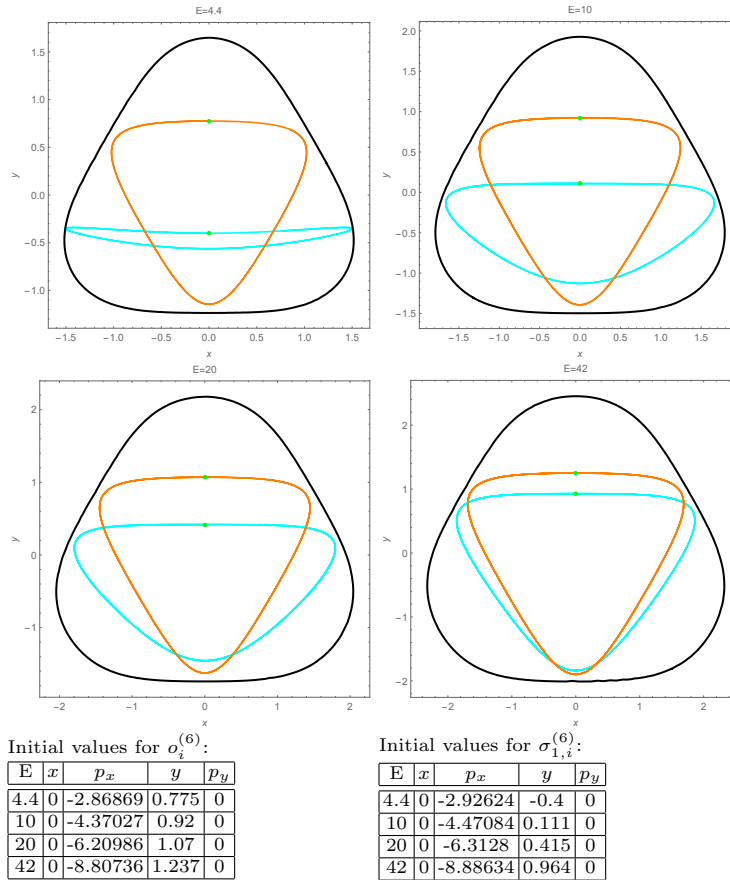 E=4.4
1.5
1.0
0.5
0.0
−0.5
−1.0
y
−1.5 −1.0 −0.5 0.0 0.5 1.0 1.5
x
E=10
2.0
1.5
1.0
0.5
0.0
−0.5
−1.0
−1.5
y
−1.5 −1.0 −0.5 0.0 0.5 1.0 1.5
x
E=20
2
1
0
−1
y
−2 −1 0 1 2
x
E=42
2
1
0
−1
−2
y
−2 −1 0 1 2
x
Initial values for o_i^{(6)}:
E x p_x y p_y
4.4 0 -2.86869 0.775 0
10 0 -4.37027 0.92 0
20 0 -6.20986 1.07 0
42 0 -8.80736 1.237 0
Initial values for σ_{1,i}^{(6)}:
E x p_x y p_y
4.4 0 -2.92624 -0.4 0
10 0 -4.47084 0.111 0
20 0 -6.3128 0.415 0
42 0 -8.88634 0.964 0